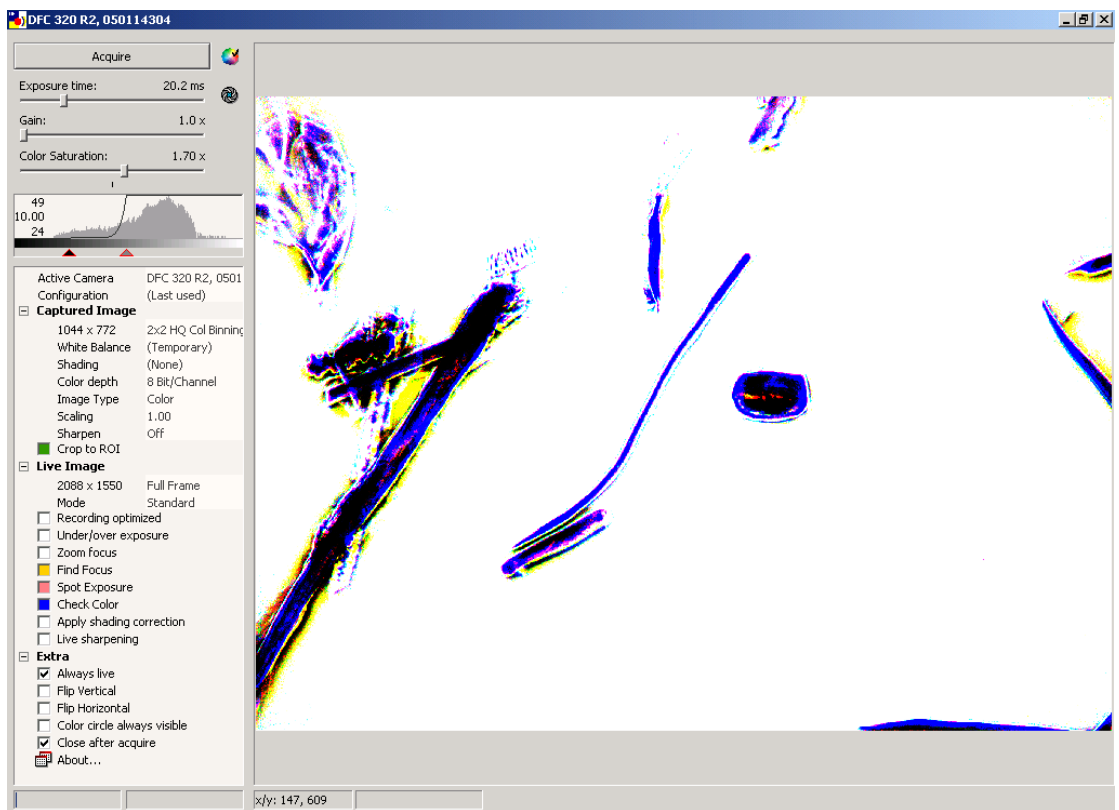 DFC 320 R2, 050114304
Acquire
Exposure time: 20.2 ms
Gain: 1.0 x
Color Saturation: 1.70 x
49
10.00
24
Active Camera DFC 320 R2, 0501
Configuration (Last used)
Captured Image
1044 x 772 2x2 HQ Col Binning
White Balance (Temporary)
Shading (None)
Color depth 8 Bit/Channel
Image Type Color
Scaling 1.00
Sharpen Off
Crop to ROI
Live Image
2088 x 1550 Full Frame
Mode Standard
Recording optimized
Under/over exposure
Zoom focus
Find Focus
Spot Exposure
Check Color
Apply shading correction
Live sharpening
Extra
Always live
Flip Vertical
Flip Horizontal
Color circle always visible
Close after acquire
About...
x/y: 147, 609